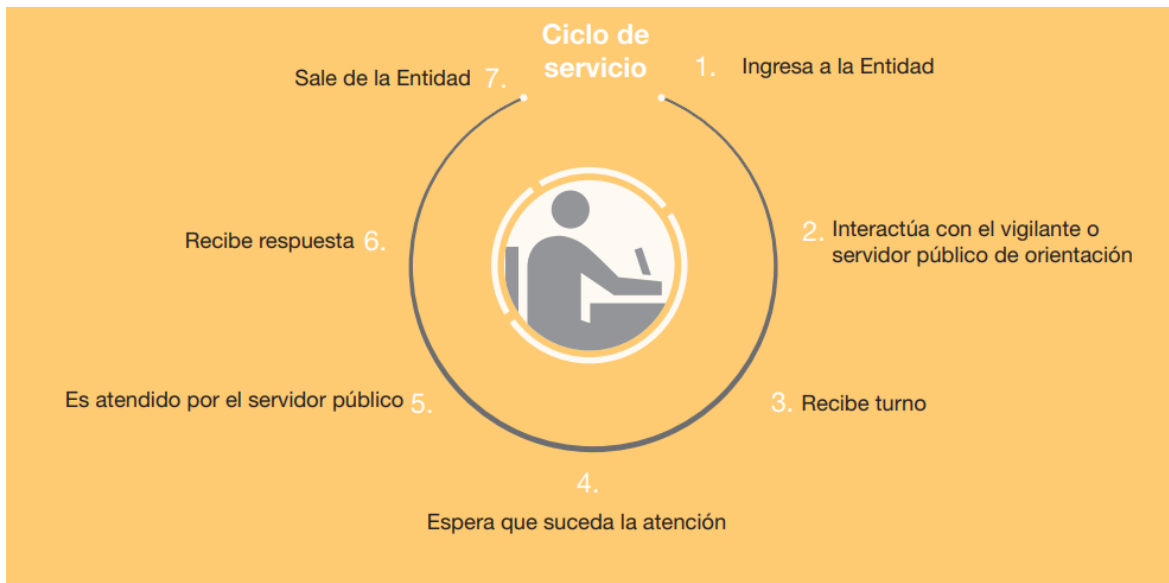 Ciclo de
servicio
1. Ingresa a la Entidad
2. Interactúa con el vigilante o
servidor público de orientación
3. Recibe turno
4.
Espera que suceda la atención
Es atendido por el servidor público 5.
Recibe respuesta 6.
Sale de la Entidad 7.